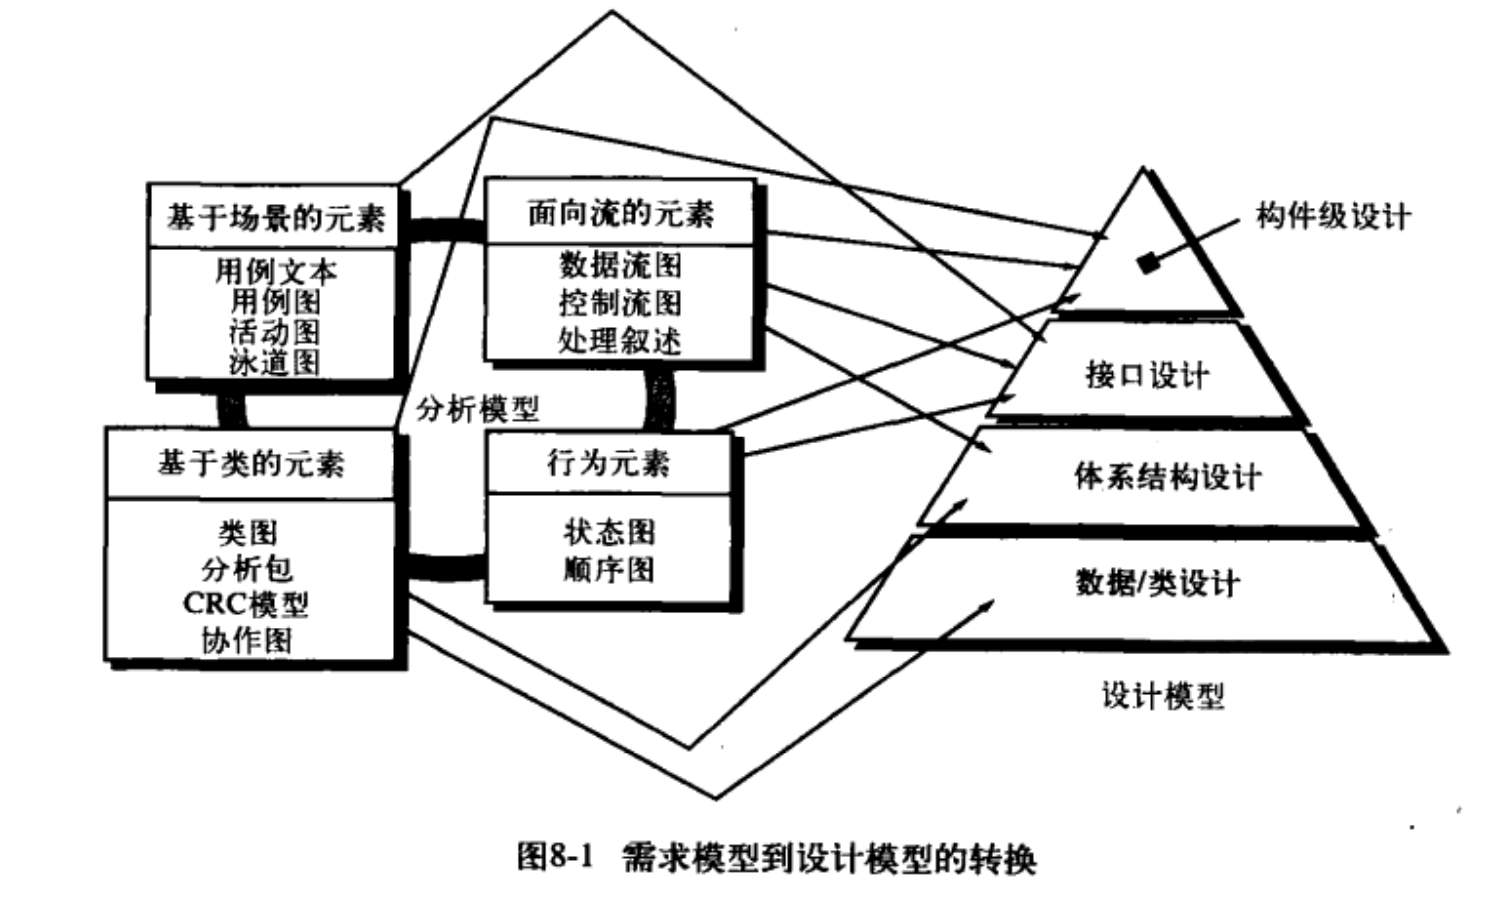 基于场景的元素
用例文本
用例图
活动图
泳道图
面向流的元素
数据流图
控制流图
处理叙述
分析模型
基于类的元素
类图
分析包
CRC模型
协作图
行为元素
状态图
顺序图
构件级设计
接口设计
体系结构设计
数据/类设计
设计模型
图8-1 需求模型到设计模型的转换